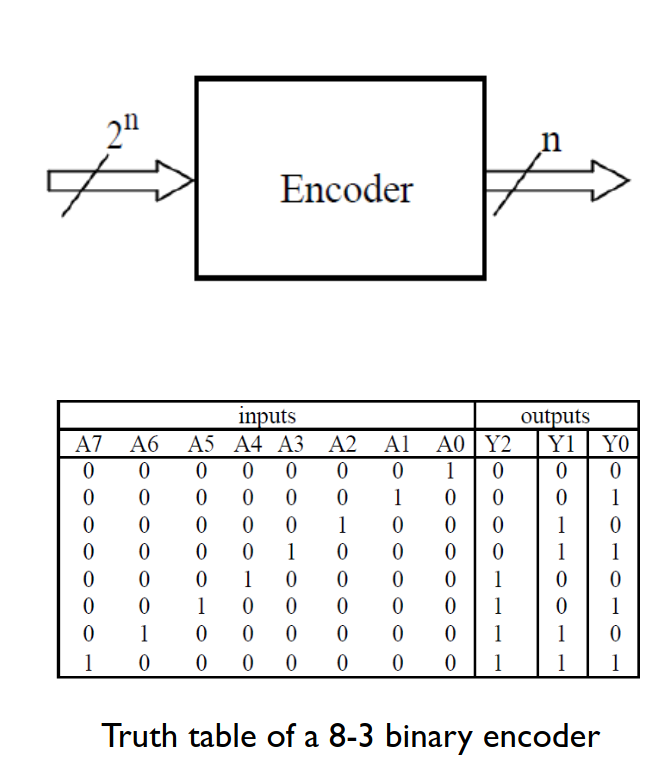 2n
n
Encoder
inputs outputs
A7 A6 A5 A4 A3 A2 A1 A0 Y2 Y1 Y0
0 0 0 0 0 0 0 1 0 0 0
0 0 0 0 0 0 1 0 0 0 1
0 0 0 0 0 1 0 0 0 1 0
0 0 0 0 1 0 0 0 0 1 1
0 0 0 1 0 0 0 0 1 0 0
0 0 1 0 0 0 0 0 1 0 1
0 1 0 0 0 0 0 0 1 1 0
1 0 0 0 0 0 0 0 1 1 1
Truth table of a 8-3 binary encoder